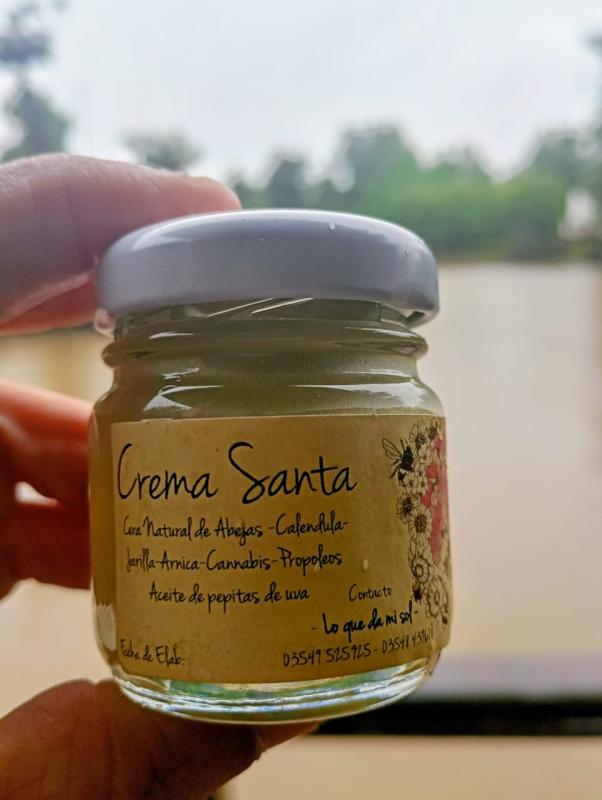 Crema Santa
Cera Natural de Abejas -Calendula-
Jarilla-Arnica-Cannabis-Propoleos
Aceite de pepitas de uva
Contacto
- Lo que da mi sol -
Fecha de Elab:
03549 525925 - 03548